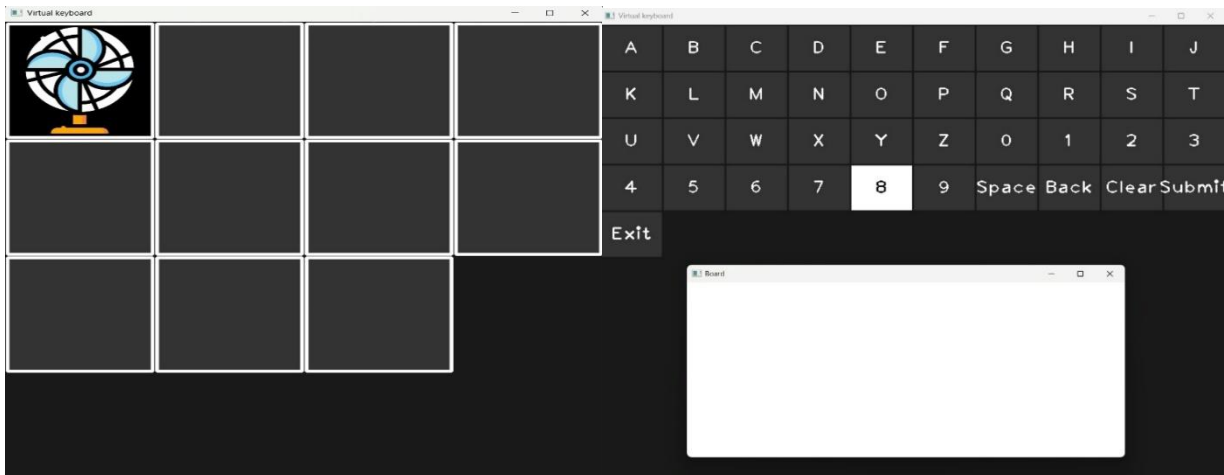 Virtual keyboard
Virtual keyboard
A B C D E F G H I J
K L M N O P Q R S T
U V W X Y Z 0 1 2 3
4 5 6 7 8 9 Space Back Clear Submit
Exit
Board